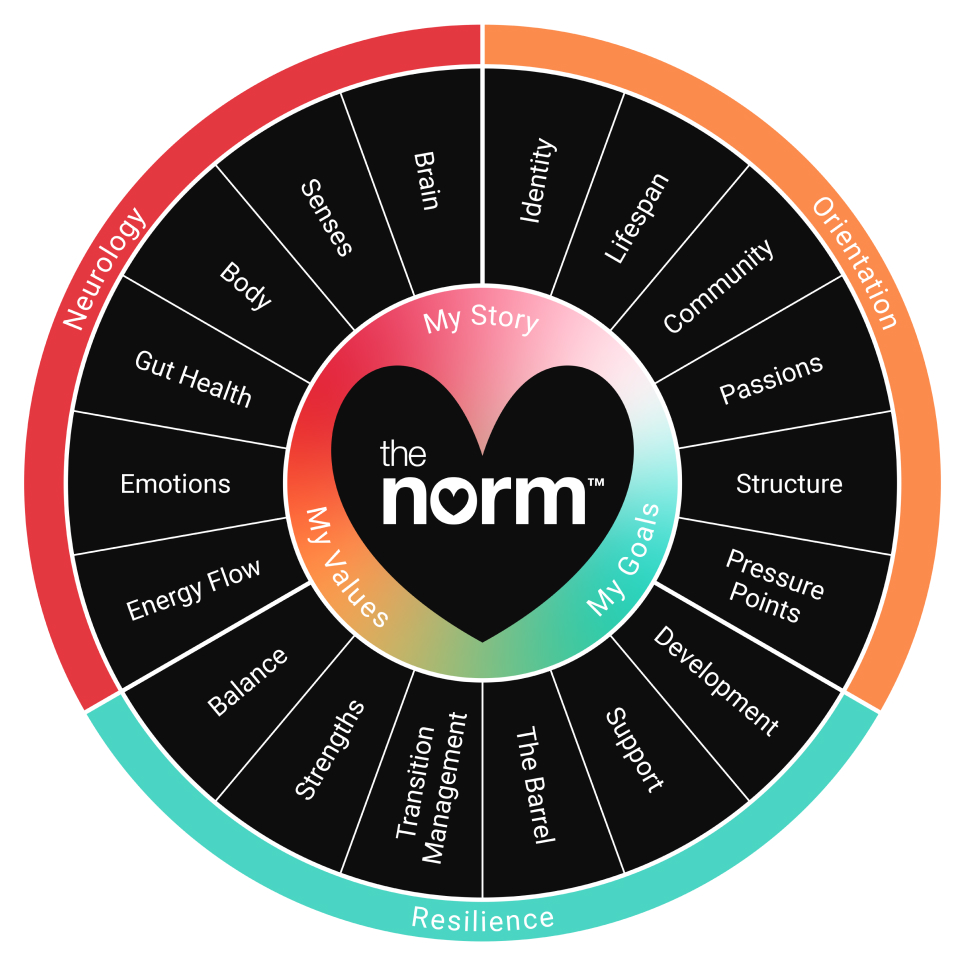 Neurology
Orientation
Resilience
Brain
Identity
Lifespan
Community
Passions
Structure
Pressure
Points
Development
Support
The Barrel
Transition
Management
Strengths
Balance
Energy Flow
Emotions
Gut Health
Body
Senses
My Story
My Goals
My Values
the
norm™